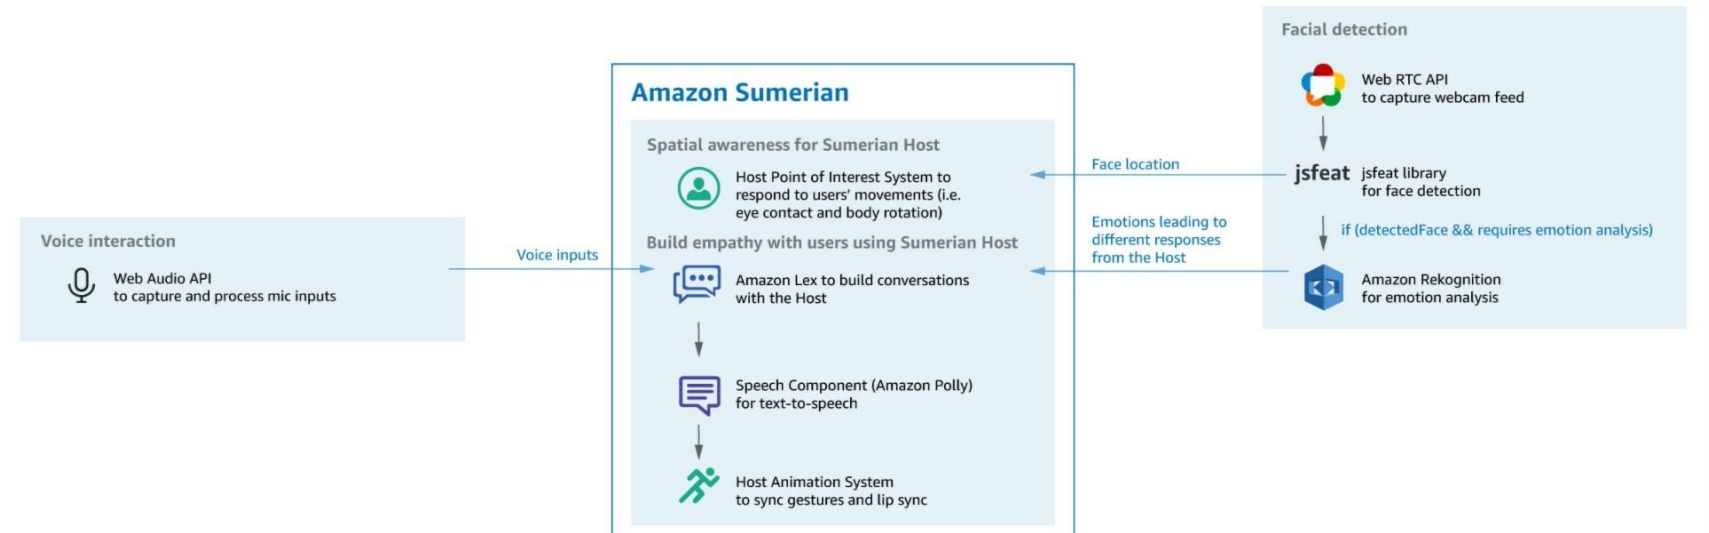 Voice interaction
Web Audio API
to capture and process mic inputs
Voice inputs
Amazon Sumerian
Spatial awareness for Sumerian Host
Host Point of Interest System to
respond to users’ movements (i.e.
eye contact and body rotation)
Build empathy with users using Sumerian Host
Amazon Lex to build conversations
with the Host
Speech Component (Amazon Polly)
for text-to-speech
Host Animation System
to sync gestures and lip sync
Face location
Emotions leading to
different responses
from the Host
Facial detection
Web RTC API
to capture webcam feed
jsfeat
jsfeat library
for face detection
if (detectedFace && requires emotion analysis)
Amazon Rekognition
for emotion analysis